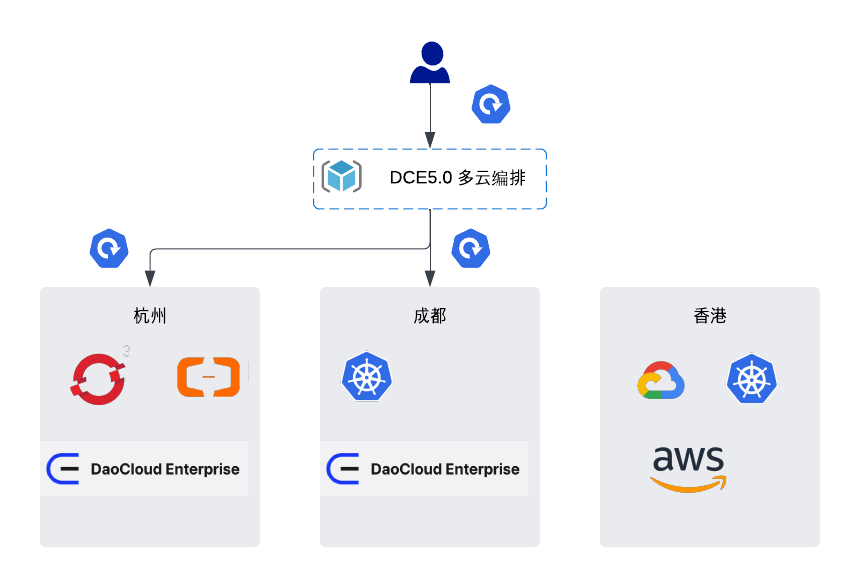 DCE5.0 多云编排
杭州
成都
香港
DaoCloud Enterprise
DaoCloud Enterprise
aws